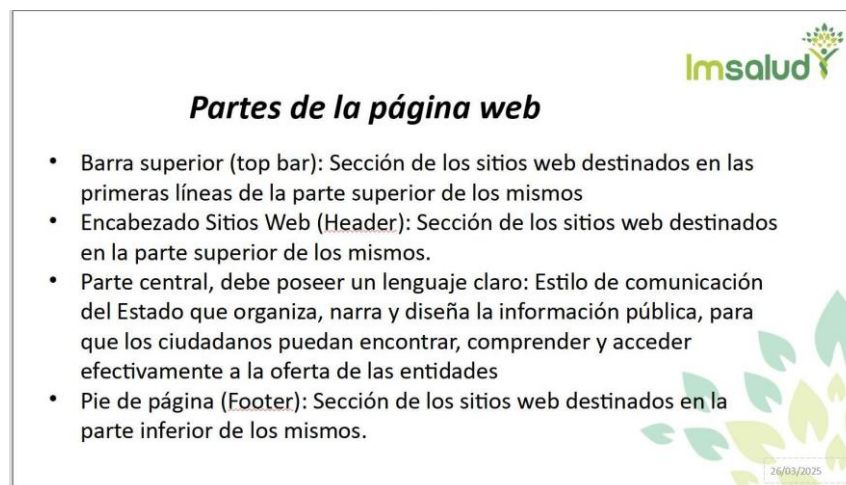 Imsalud
Partes de la página web
• Barra superior (top bar): Sección de los sitios web destinados en las
primeras líneas de la parte superior de los mismos
• Encabezado Sitios Web (Header): Sección de los sitios web destinados
en la parte superior de los mismos.
• Parte central, debe poseer un lenguaje claro: Estilo de comunicación
del Estado que organiza, narra y diseña la información pública, para
que los ciudadanos puedan encontrar, comprender y acceder
efectivamente a la oferta de las entidades
• Pie de página (Footer): Sección de los sitios web destinados en la
parte inferior de los mismos.
26/03/2025